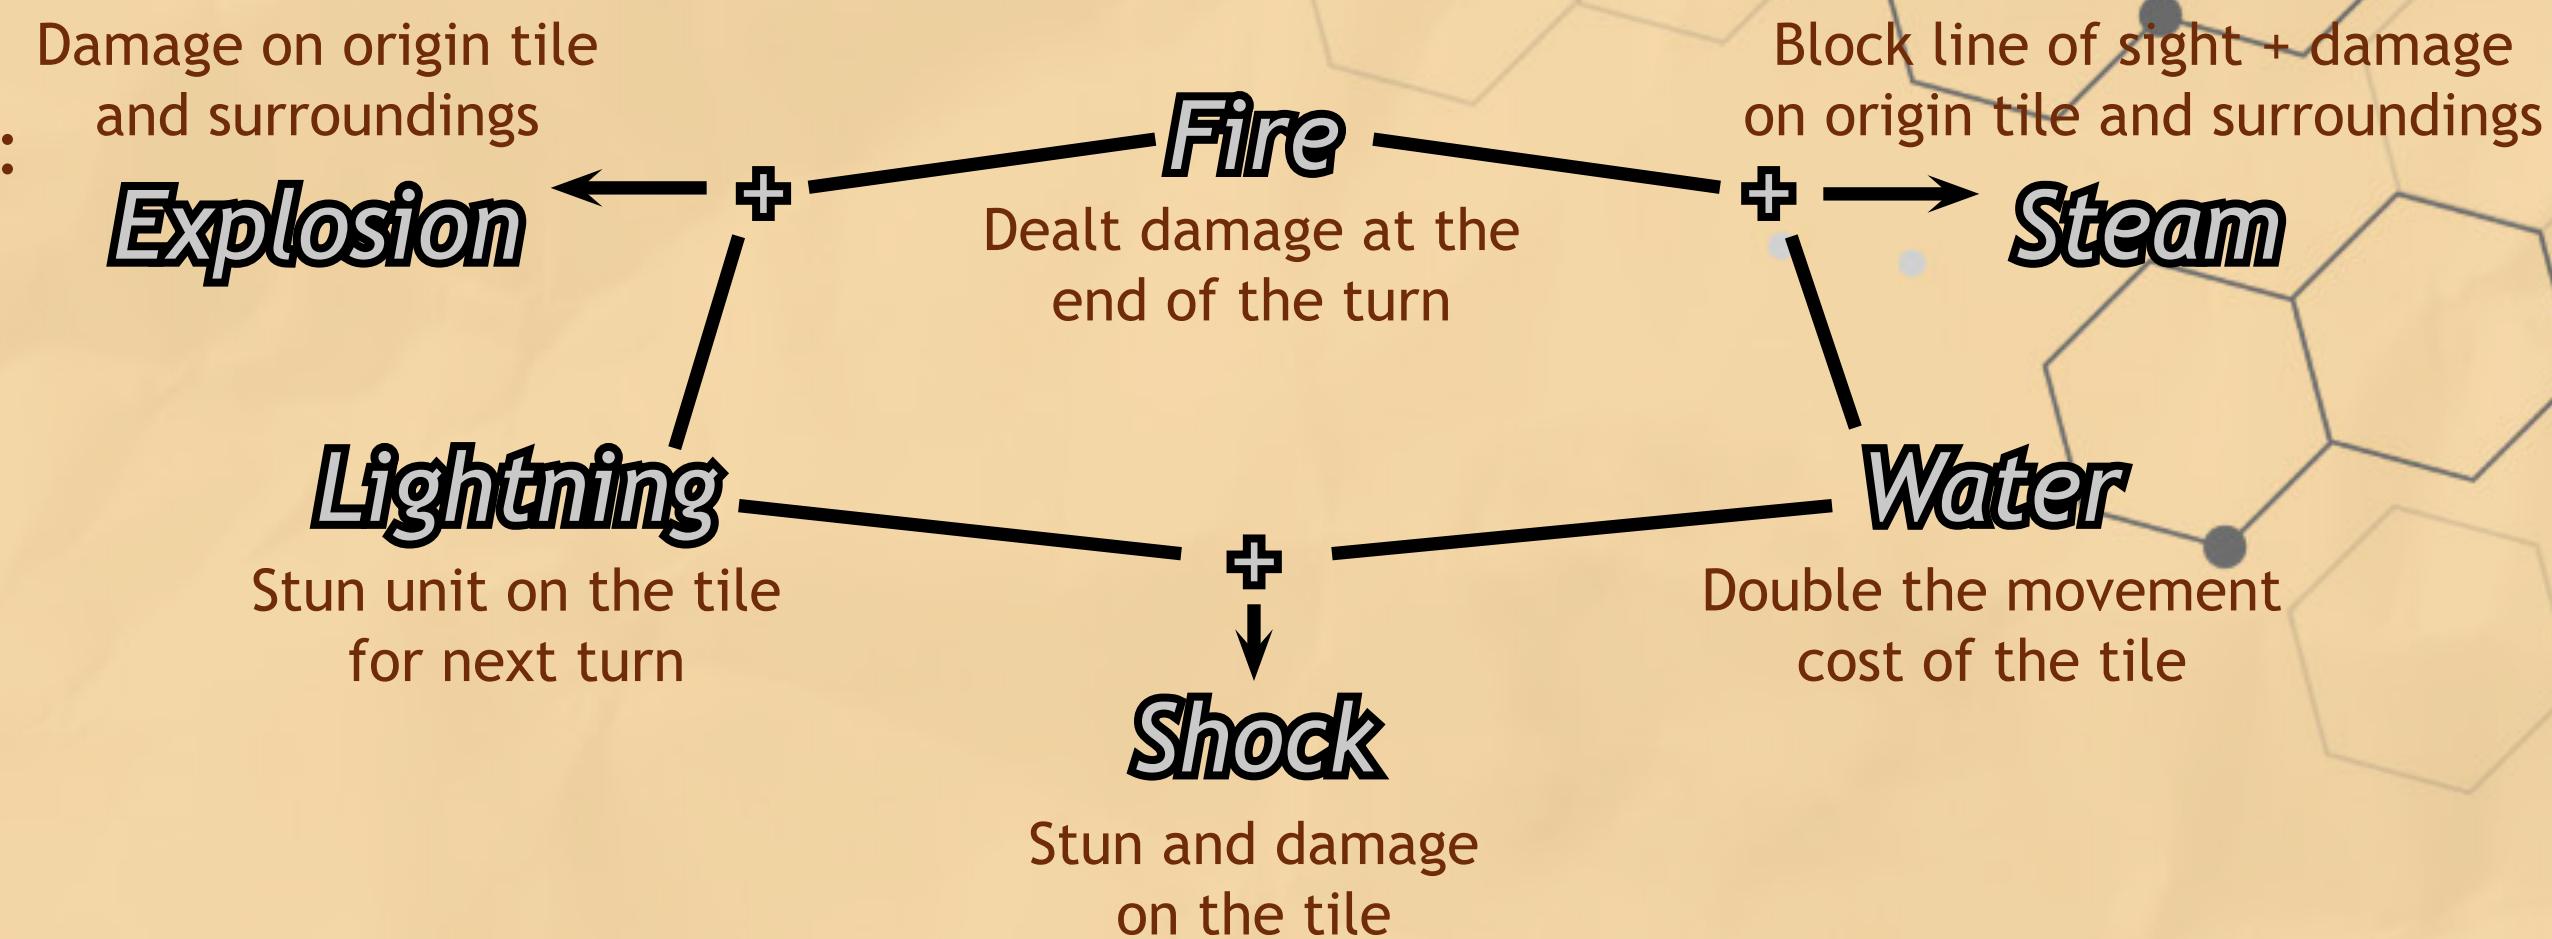 Damage on origin tile
and surroundings
:
Explosion
+
Fire
Dealt damage at the
end of the turn
Block line of sight + damage
on origin tile and surroundings
+
Steam
Lightning
Stun unit on the tile
for next turn
+
Water
Double the movement
cost of the tile
Shock
Stun and damage
on the tile